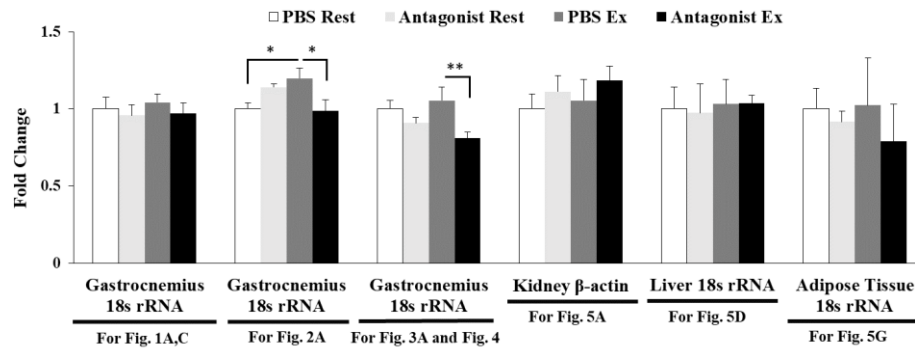 PBS Rest Antagonist Rest PBS Ex Antagonist Ex
Fold Change
1.5
1
0.5
0
* *
**
Gastrocnemius
18s rRNA
For Fig. 1A,C
Gastrocnemius
18s rRNA
For Fig. 2A
Gastrocnemius
18s rRNA
For Fig. 3A and Fig. 4
Kidney β-actin
For Fig. 5A
Liver 18s rRNA
For Fig. 5D
Adipose Tissue
18s rRNA
For Fig. 5G